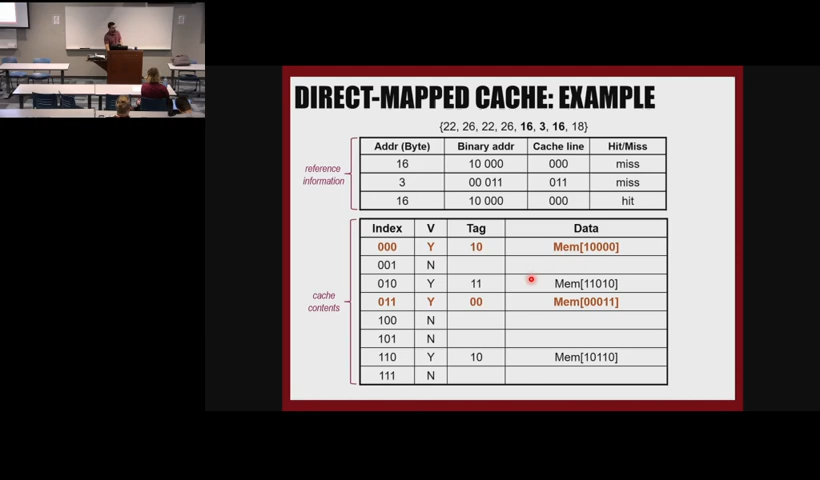 DIRECT-MAPPED CACHE: EXAMPLE
{22, 26, 22, 26, 16, 3, 16, 18}
Addr (Byte) Binary addr Cache line Hit/Miss
16 10 000 000 miss
3 00 011 011 miss
16 10 000 000 hit
reference information
Index V Tag Data
000 Y 10 Mem[10000]
001 N
010 Y 11 Mem[11010]
011 Y 00 Mem[00011]
100 N
101 N
110 Y 10 Mem[10110]
111 N
cache contents